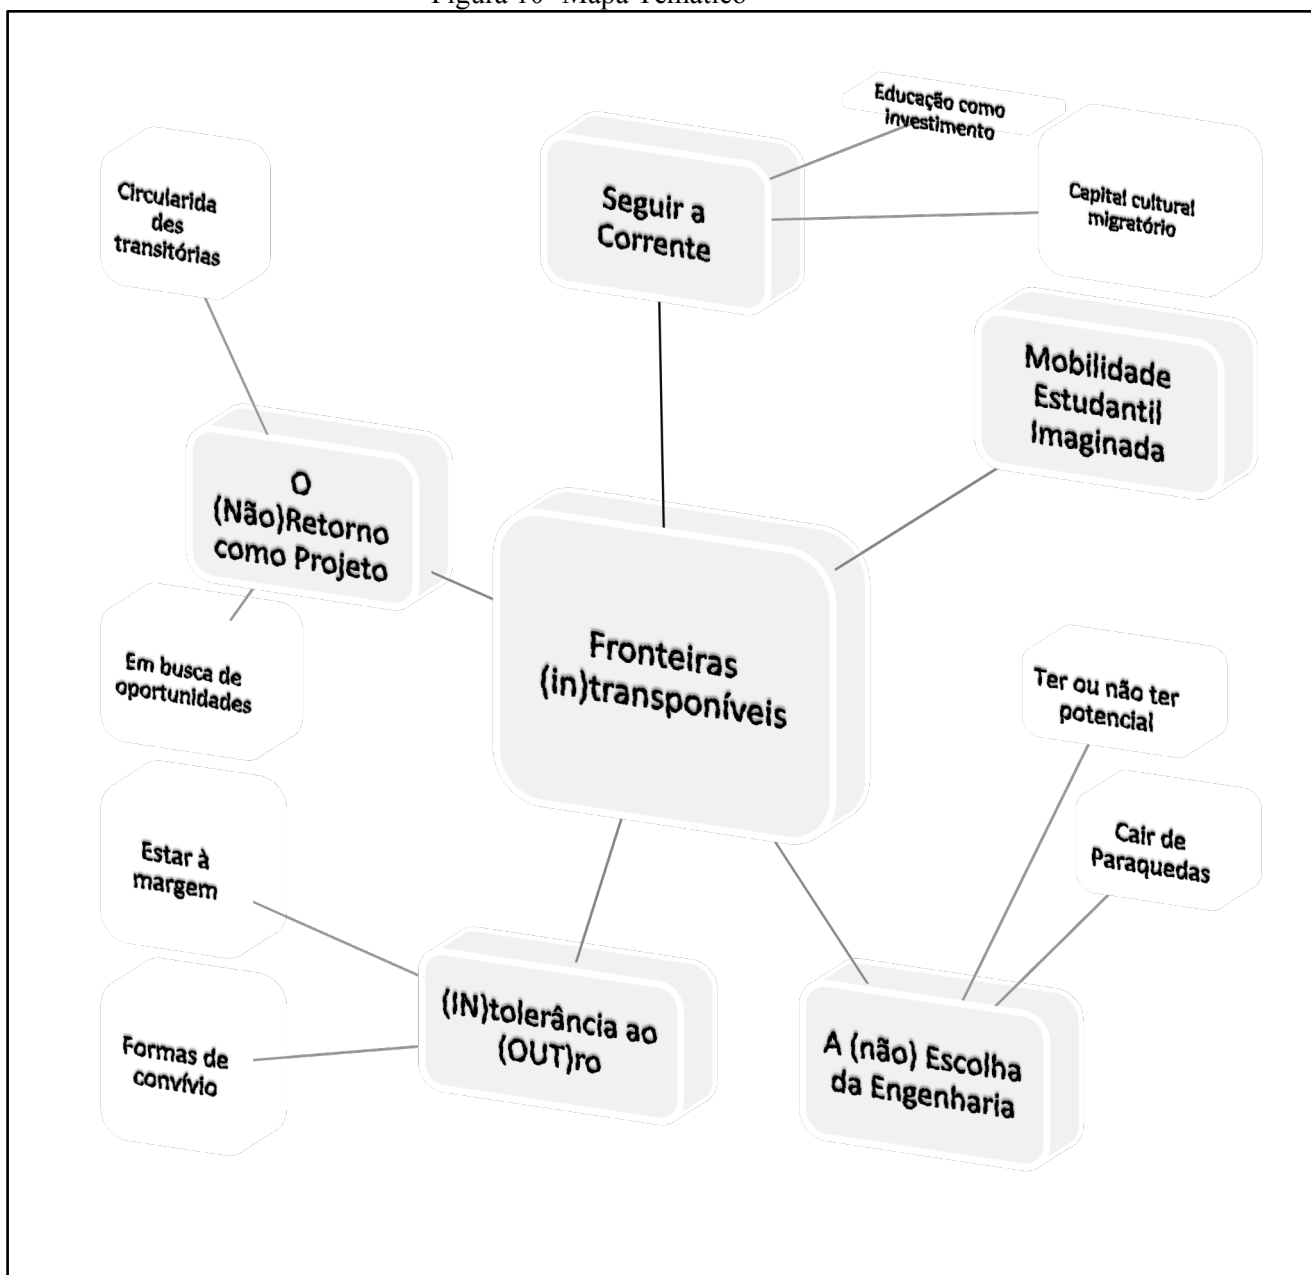 Figura 10- Mapa Temático
Educação como
investimento
Capital cultural
migratório
Seguir a
Corrente
Circularida
des
transitórias
Mobilidade
Estudantil
Imaginada
O
(Não)Retorno
como Projeto
Fronteiras
(in)transponíveis
Em busca de
oportunidades
Ter ou não ter
potencial
Cair de
Paraquedas
Estar à
margem
(IN)tolerância ao
(OUT)ro
A (não) Escolha
da Engenharia
Formas de
convívio